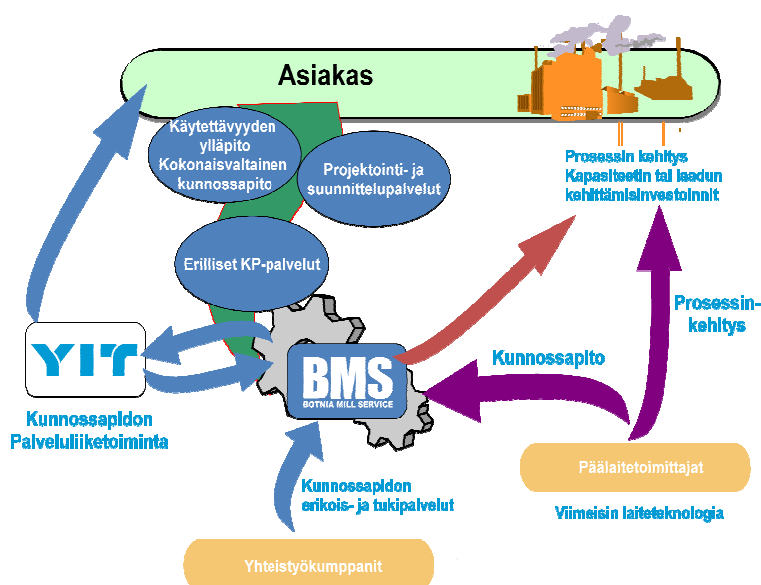 Asiakas
Käytettävyyden
ylläpito
Kokonaisvaltainen
kunnossapito
Projektointi- ja
suunnittelupalvelut
Erilliset KP-palvelut
Prosessin kehitys
Kapasiteetin tai laadun
kehittämisinvestoinnit
Prosessin-
kehitys
YIT
Kunnossapidon
Palveluliiketoiminta
BMS
BOTNIA MILL SERVICE
Kunnossapito
Päälaitetoimittajat
Viimeisin laiteteknologia
Kunnossapidon
erikois- ja tukipalvelut
Yhteistyökumppanit